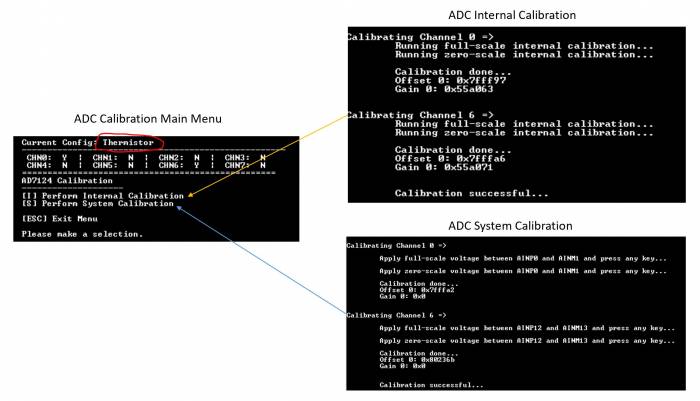 ADC Calibration Main Menu
Current Config: Thernistor
CHN0: Y | CHN1: N | CHN2: N | CHN3: N
CHN4: N | CHN5: N | CHN6: Y | CHN7: N
AD7124 Calibration
[I] Perform Internal Calibration
[S] Perform System Calibration
[ESC] Exit Menu
Please make a selection.
ADC Internal Calibration
Calibrating Channel 0 =>
Running full-scale internal calibration...
Running zero-scale internal calibration...
Calibration done...
Offset 0: 0x7fff97
Gain 0: 0x55a063
Calibrating Channel 6 =>
Running full-scale internal calibration...
Running zero-scale internal calibration...
Calibration done...
Offset 0: 0x7fffa6
Gain 0: 0x55a071
Calibration successful...
ADC System Calibration
Calibrating Channel 0 =>
Apply full-scale voltage between AINP0 and AINM1 and press any key...
Apply zero-scale voltage between AINP0 and AINM1 and press any key...
Calibration done...
Offset 0: 0x7fffa2
Gain 0: 0x0
Calibrating Channel 6 =>
Apply full-scale voltage between AINP12 and AINM13 and press any key...
Apply zero-scale voltage between AINP12 and AINM13 and press any key...
Calibration done...
Offset 0: 0x80236b
Gain 0: 0x0
Calibration successful...